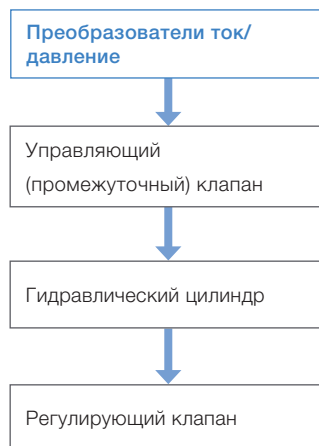 Преобразователи ток/
давление
Управляющий
(промежуточный) клапан
Гидравлический цилиндр
Регулирующий клапан